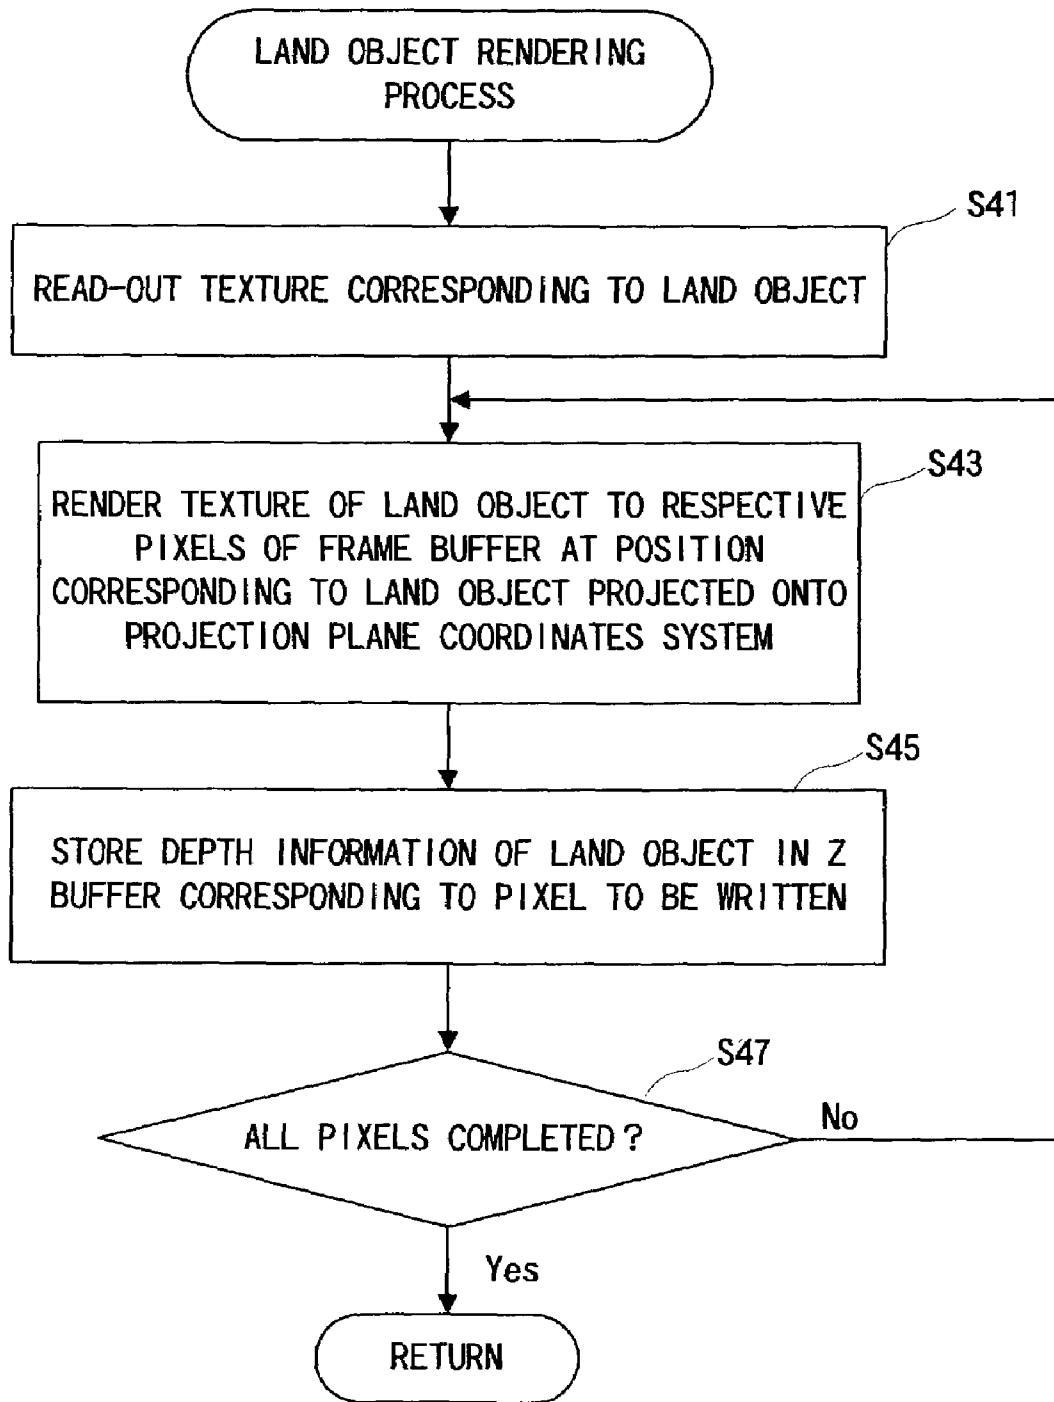 LAND OBJECT RENDERING
PROCESS
S41
READ-OUT TEXTURE CORRESPONDING TO LAND OBJECT
S43
RENDER TEXTURE OF LAND OBJECT TO RESPECTIVE
PIXELS OF FRAME BUFFER AT POSITION
CORRESPONDING TO LAND OBJECT PROJECTED ONTO
PROJECTION PLANE COORDINATES SYSTEM
S45
STORE DEPTH INFORMATION OF LAND OBJECT IN Z
BUFFER CORRESPONDING TO PIXEL TO BE WRITTEN
S47
ALL PIXELS COMPLETED?
No
Yes
RETURN